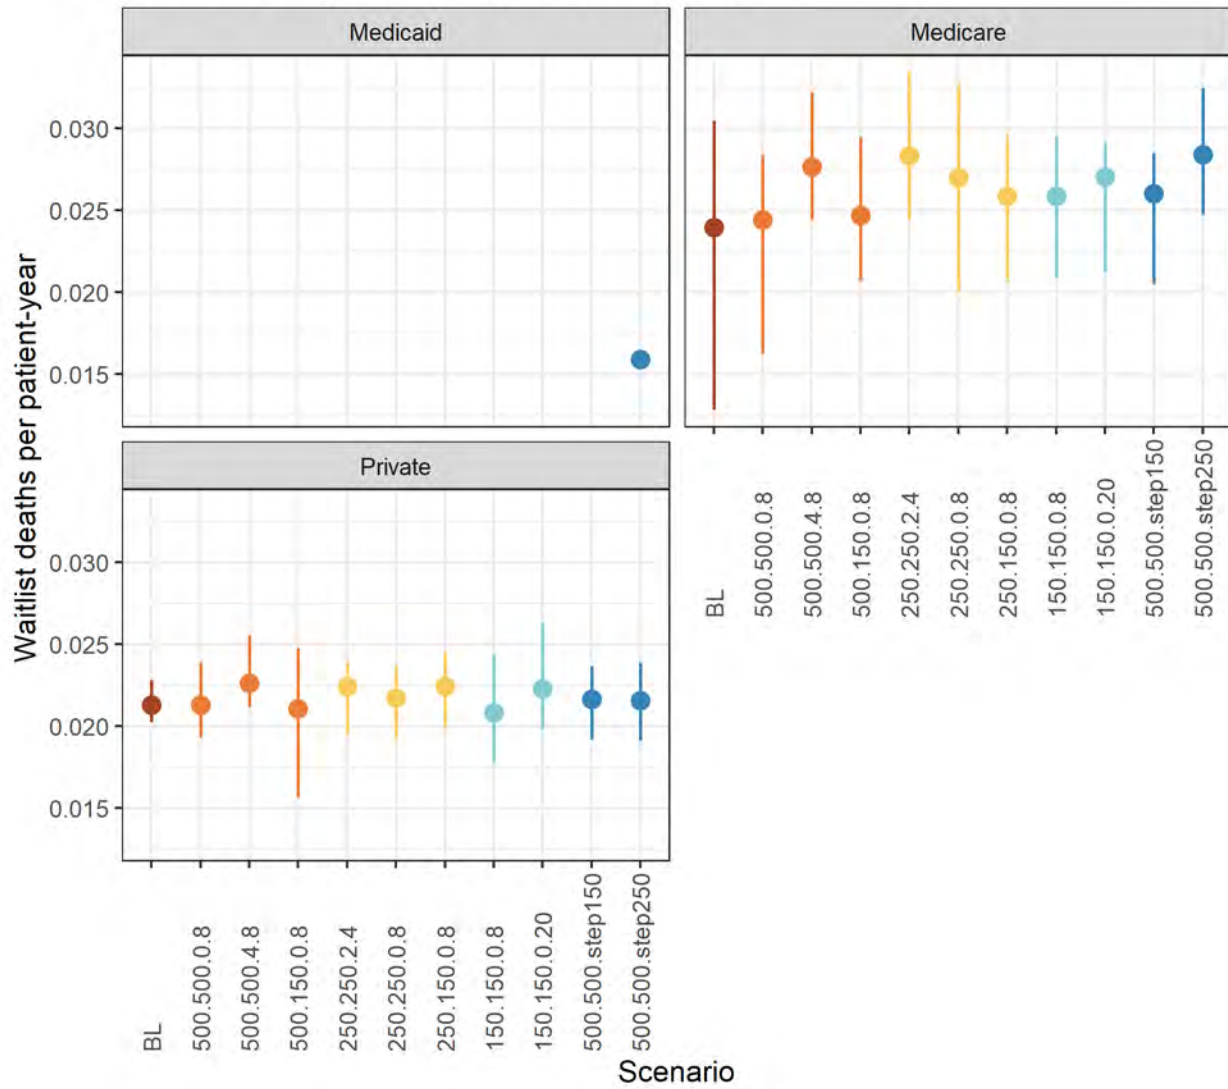 Medicaid
Medicare
Waitlist deaths per patient-year
0.030
0.025
0.020
0.015
BL
500.500.0.8
500.500.4.8
500.150.0.8
250.250.2.4
250.250.0.8
250.150.0.8
150.150.0.8
150.150.0.20
500.500.step150
500.500.step250
Private
0.030
0.025
0.020
0.015
BL
500.500.0.8
500.500.4.8
500.150.0.8
250.250.2.4
250.250.0.8
250.150.0.8
150.150.0.8
150.150.0.20
500.500.step150
500.500.step250
Scenario